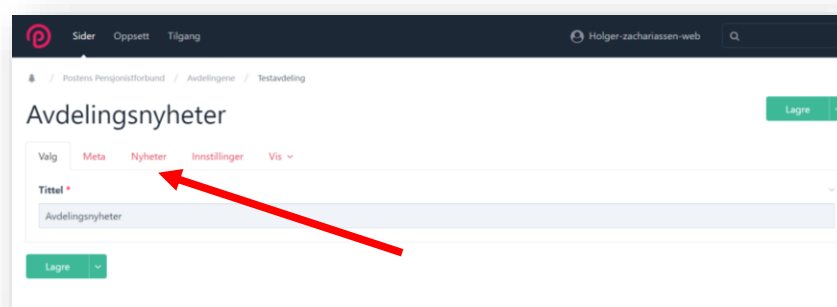 Sider Oppsett Tilgang Holger-zachariassen-web
/ Postens Pensjonistforbund / Avdelingene / Testavdeling
Avdelingsnyheter
Lagre
Valg Meta Nyheter Innstillinger Vis
Tittel *
Avdelingsnyheter
Lagre